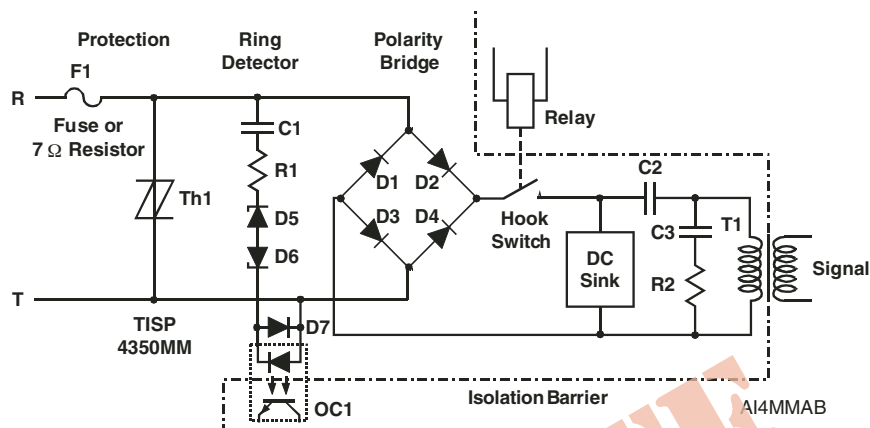 Protection
Ring
Detector
Polarity
Bridge
F1
R
Fuse or
7 Ω Resistor
Th1
C1
R1
D5
D6
D1
D2
D3
D4
Relay
Hook
Switch
C2
C3
T1
DC
Sink
R2
Signal
T
TISP
4350MM
D7
OC1
Isolation Barrier
AI4MMAB